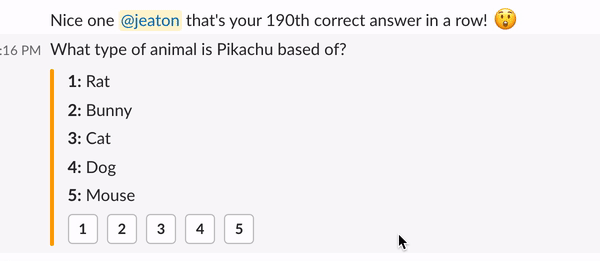 Nice one @jeaton that's your 190th correct answer in a row!
:16 PM What type of animal is Pikachu based of?
1: Rat
2: Bunny
3: Cat
4: Dog
5: Mouse
1 2 3 4 5